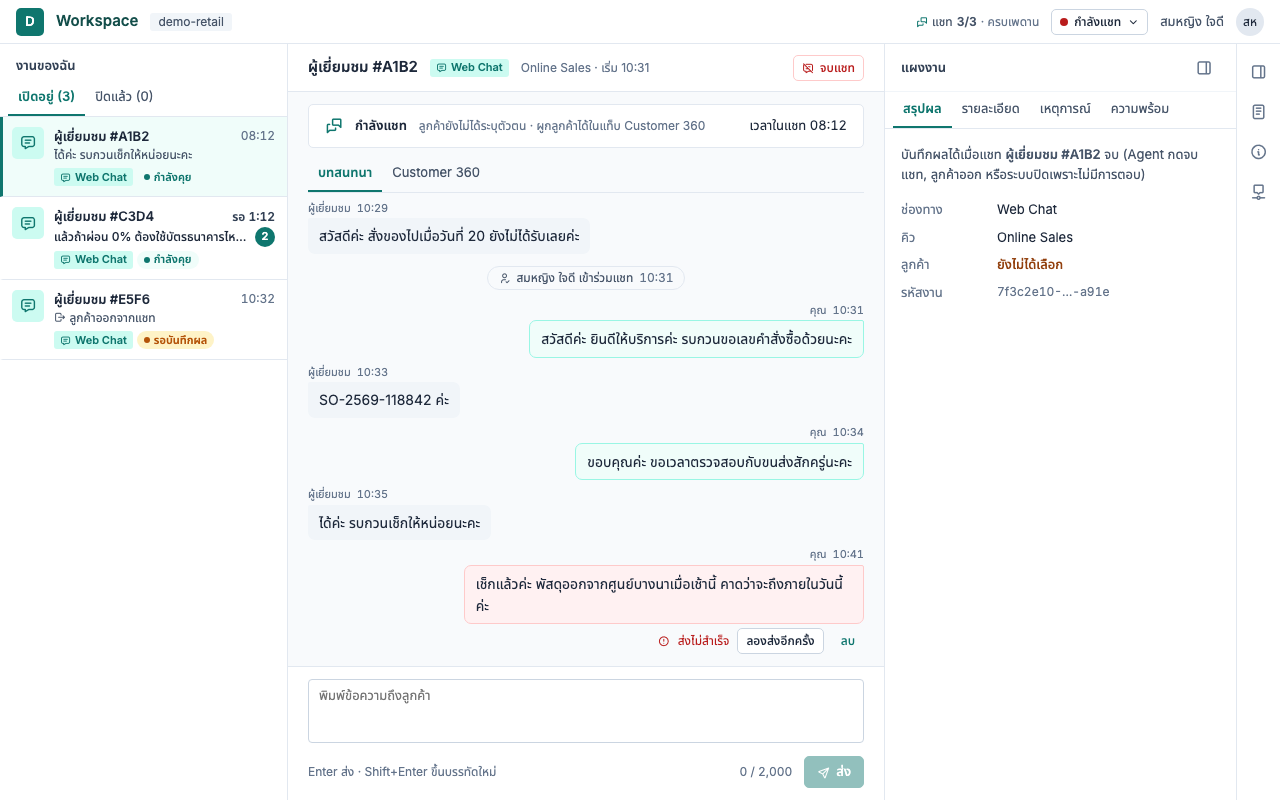 D Workspace demo-retail
แชท 3/3 · ครบเพดาน
กำลังแชท
สมหญิง ใจดี
สห
งานของฉัน
เปิดอยู่ (3) ปิดแล้ว (0)
ผู้เยี่ยมชม #A1B2 08:12
ได้ค่ะ รบกวนเช็กให้หน่อยนะคะ
Web Chat กำลังคุย
ผู้เยี่ยมชม #C3D4 รอ 1:12
แล้วถ้าผ่อน 0% ต้องใช้บัตรธนาคารไห... 2
Web Chat กำลังคุย
ผู้เยี่ยมชม #E5F6 10:32
ลูกค้าออกจากแชท
Web Chat รอบันทึกผล
ผู้เยี่ยมชม #A1B2 Web Chat Online Sales · เริ่ม 10:31 จบแชท
กำลังแชท ลูกค้ายังไม่ได้ระบุตัวตน · ผูกลูกค้าได้ในแท็บ Customer 360 เวลาในแชท 08:12
บทสนทนา Customer 360
ผู้เยี่ยมชม 10:29
สวัสดีค่ะ สั่งของไปเมื่อวันที่ 20 ยังไม่ได้รับเลยค่ะ
สมหญิง ใจดี เข้าร่วมแชท 10:31
คุณ 10:31
สวัสดีค่ะ ยินดีให้บริการค่ะ รบกวนขอเลขคำสั่งซื้อด้วยนะคะ
ผู้เยี่ยมชม 10:33
SO-2569-118842 ค่ะ
คุณ 10:34
ขอบคุณค่ะ ขอเวลาตรวจสอบกับขนส่งสักครู่นะคะ
ผู้เยี่ยมชม 10:35
ได้ค่ะ รบกวนเช็กให้หน่อยนะคะ
คุณ 10:41
เช็กแล้วค่ะ พัสดุออกจากศูนย์บางนาเมื่อเช้านี้ คาดว่าจะถึงภายในวันนี้
ค่ะ
ส่งไม่สำเร็จ ลองส่งอีกครั้ง ลบ
พิมพ์ข้อความถึงลูกค้า
Enter ส่ง · Shift+Enter ขึ้นบรรทัดใหม่ 0 / 2,000 ส่ง
แผงงาน
สรุปผล รายละเอียด เหตุการณ์ ความพร้อม
บันทึกผลได้เมื่อแชท ผู้เยี่ยมชม #A1B2 จบ (Agent กดจบ
แชท, ลูกค้าออก หรือระบบปิดเพราะไม่มีการตอบ)
ช่องทาง Web Chat
คิว Online Sales
ลูกค้า ยังไม่ได้เลือก
รหัสงาน 7f3c2e10-...-a91e